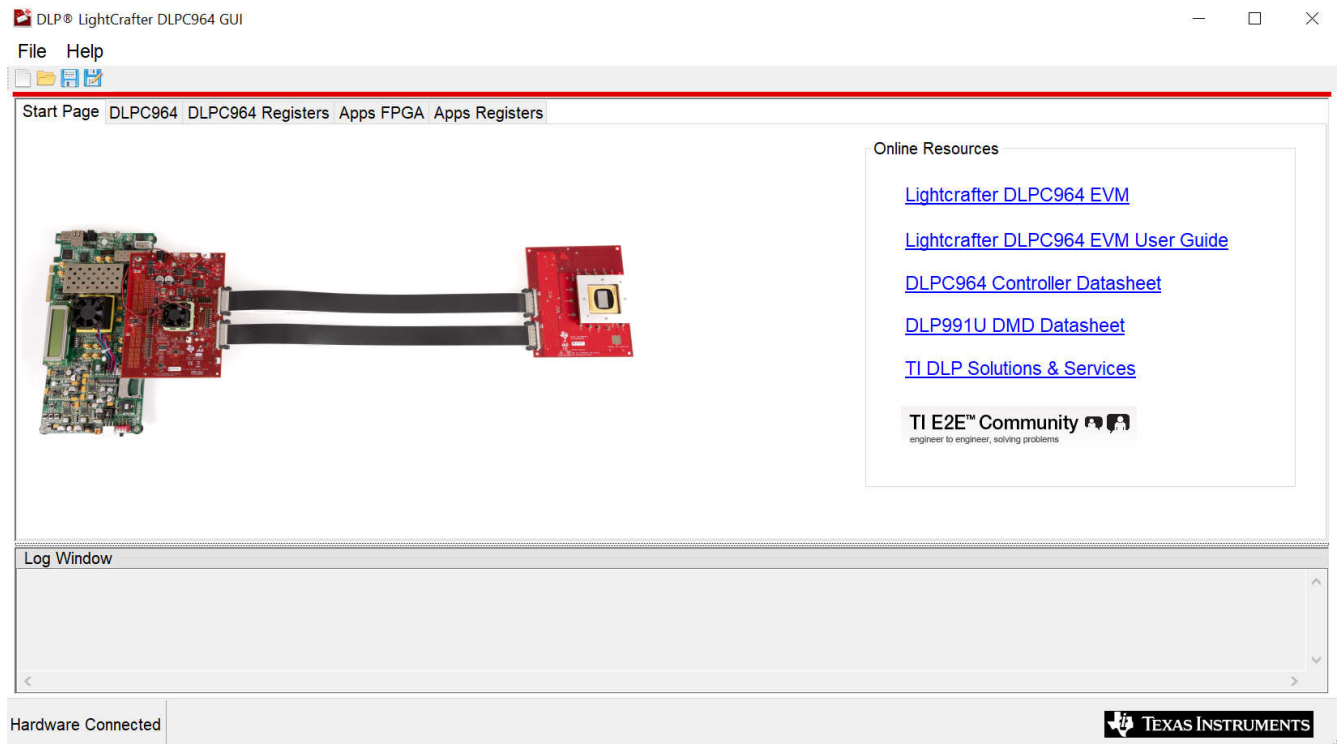 DLP® LightCrafter DLPC964 GUI
File Help
Start Page DLPC964 DLPC964 Registers Apps FPGA Apps Registers
Online Resources
Lightcrafter DLPC964 EVM
Lightcrafter DLPC964 EVM User Guide
DLPC964 Controller Datasheet
DLP991U DMD Datasheet
TI DLP Solutions & Services
TI E2E™ Community
engineer to engineer, solving problems
Log Window
Hardware Connected
TEXAS INSTRUMENTS